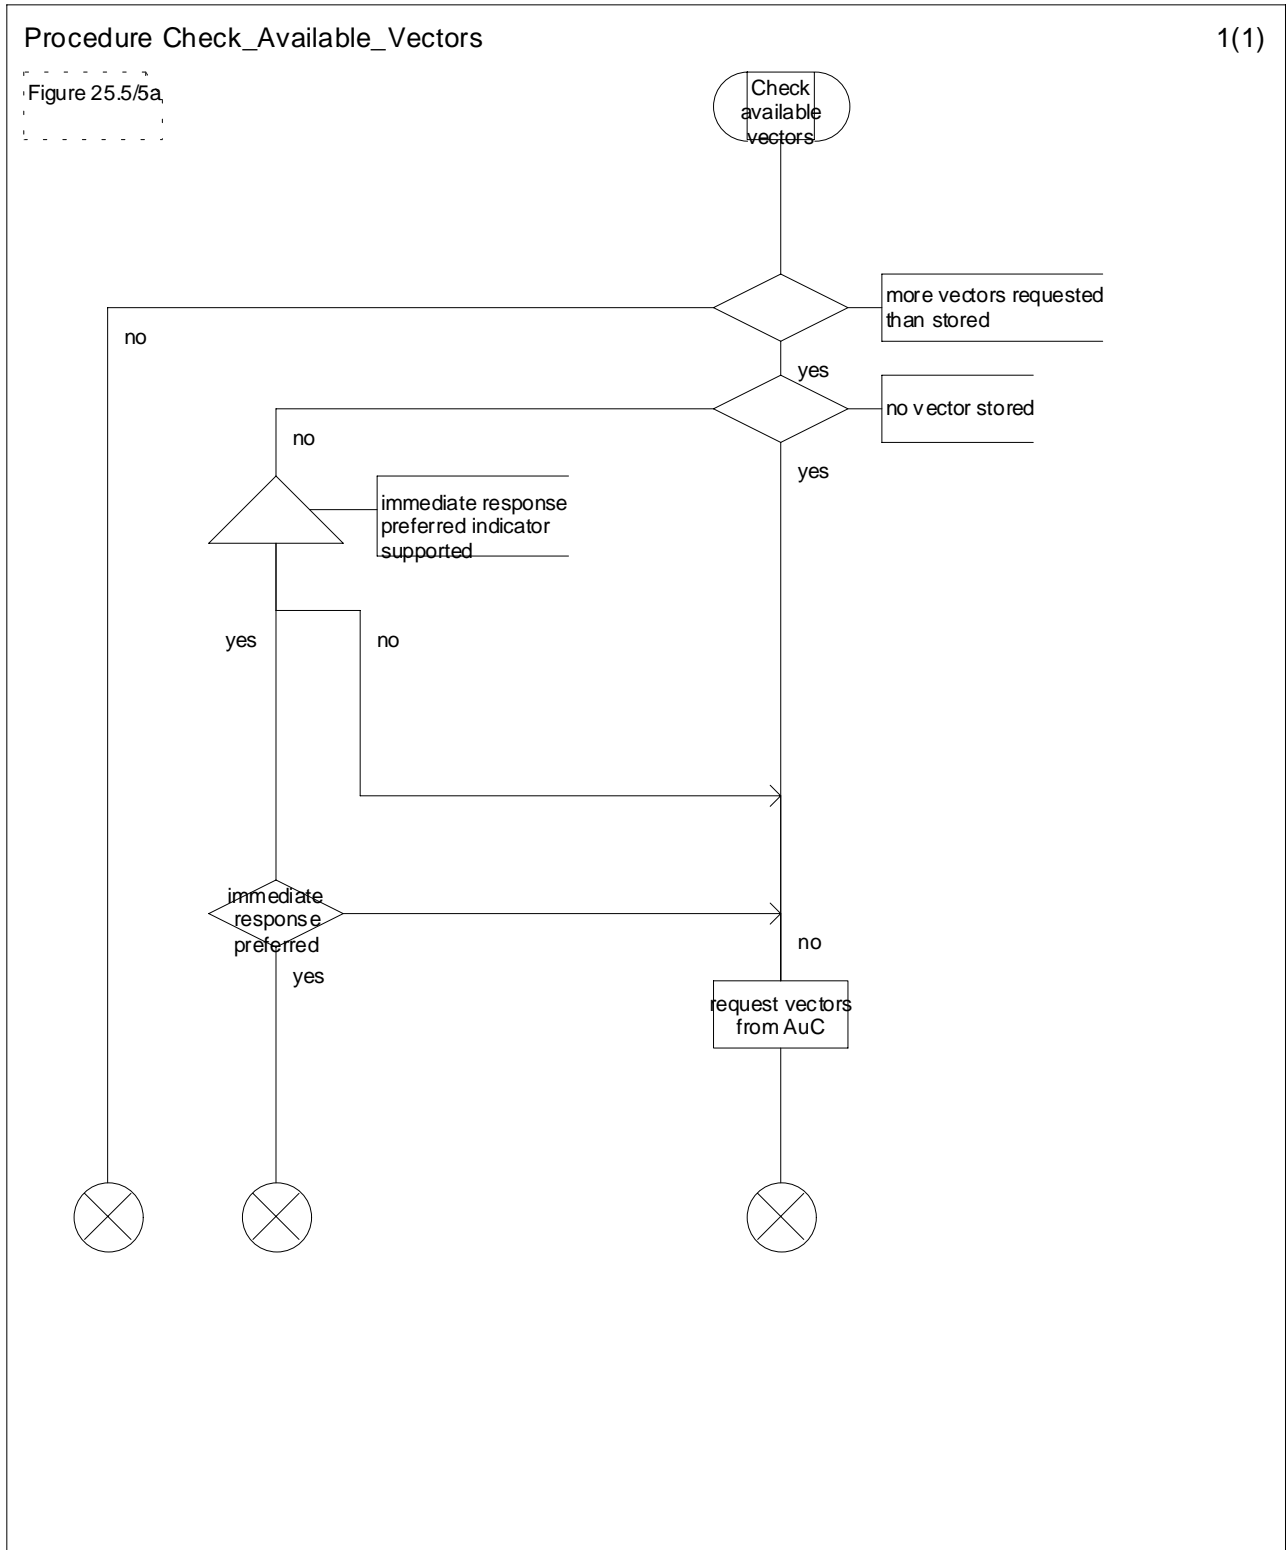 Procedure Check_Available_Vectors
1(1)
Figure 25.5/5a
Check
available
vectors
more vectors requested
than stored
no
yes
no vector stored
no
yes
immediate response
preferred indicator
supported
yes
no
immediate
response
preferred
no
yes
request vectors
from AuC